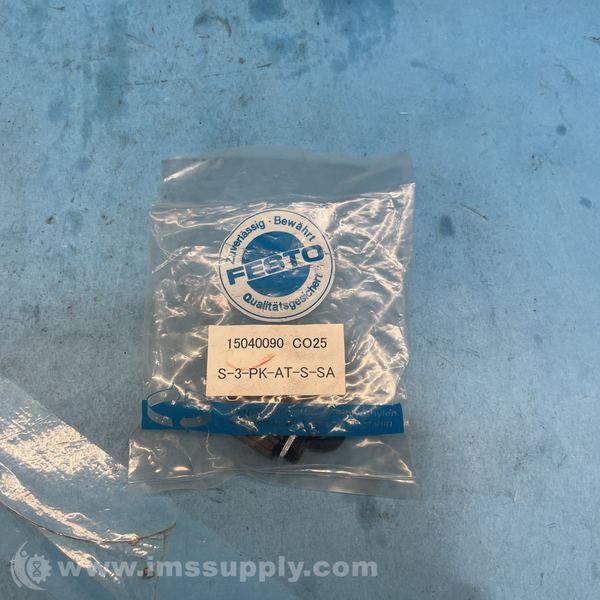 Zuverlässig · Bewährt
FESTO
Qualitätsgesichert
15040090 CO25
S-3-PK-AT-S-SA
www.imssupply.com